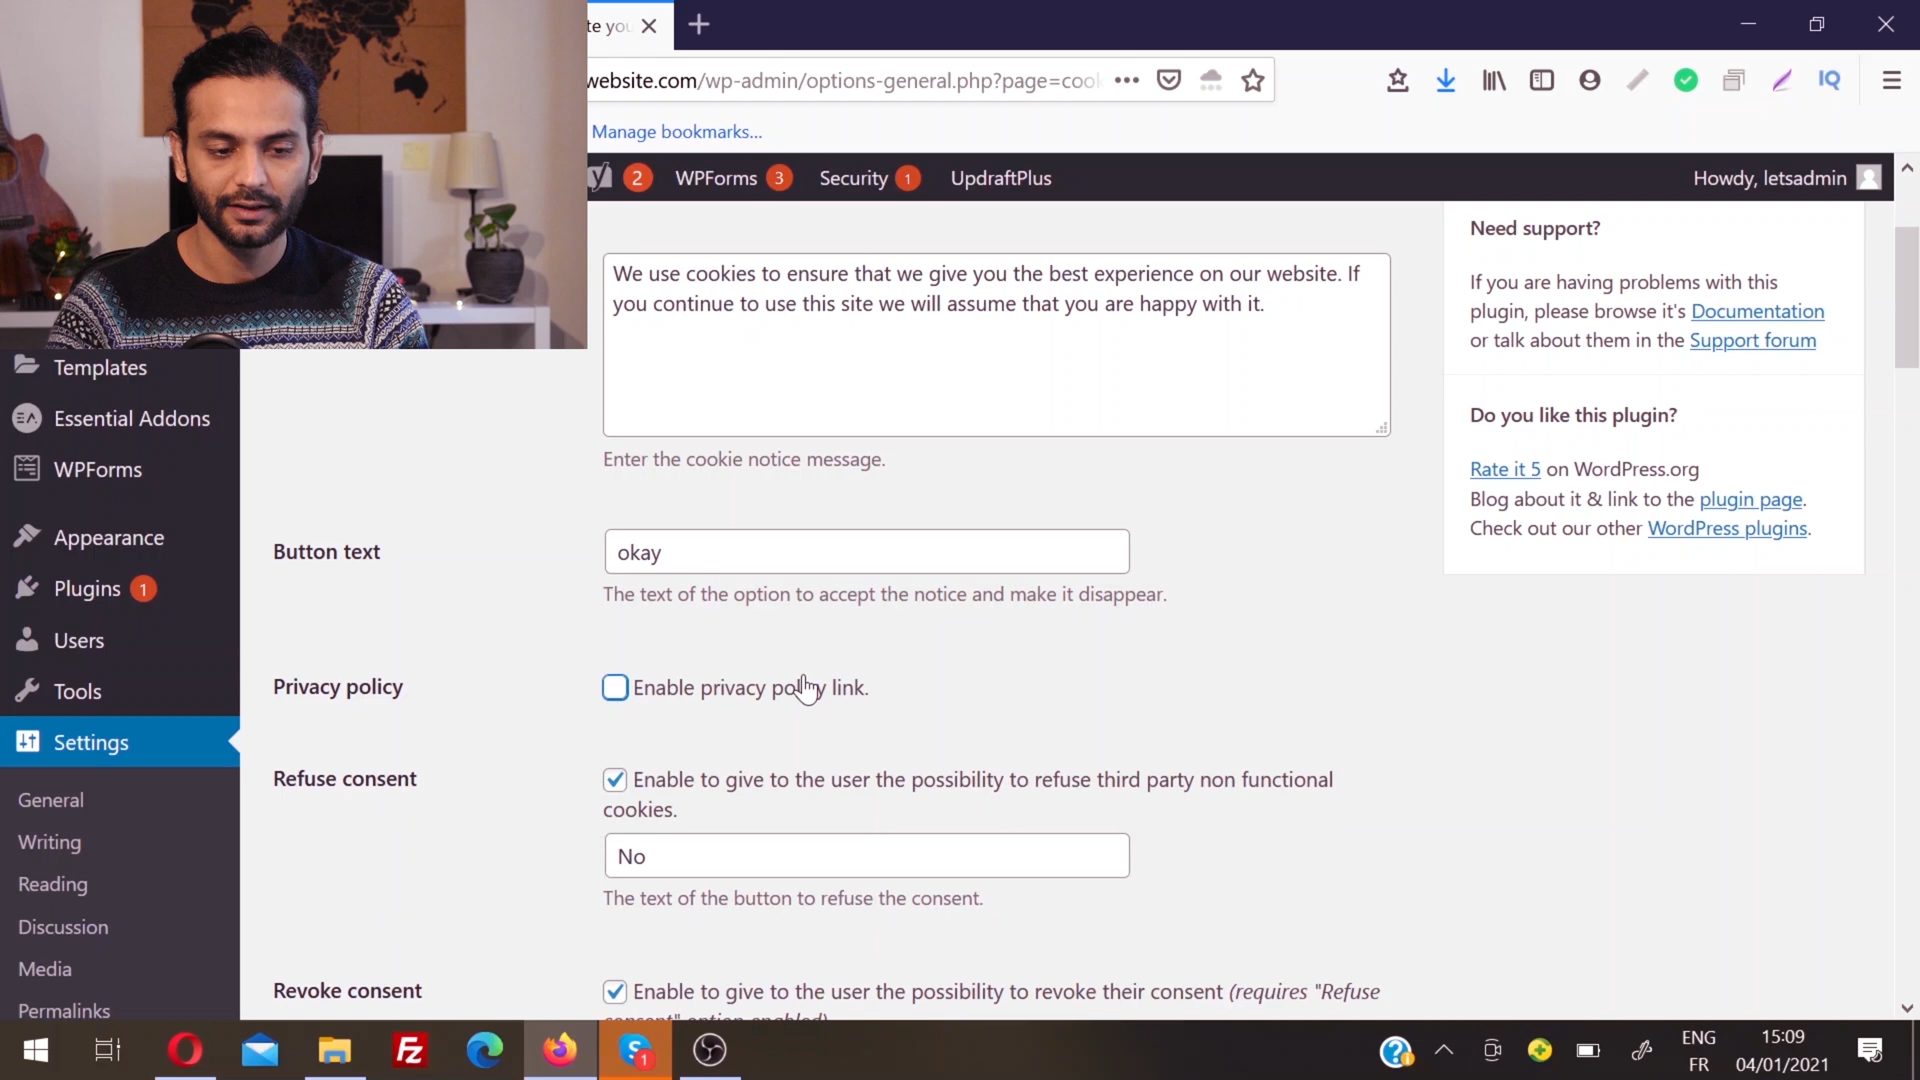 te you
website.com/wp-admin/options-general.php?page=cook
IQ
Manage bookmarks...
2
WPForms 3
Security 1
UpdraftPlus
Howdy, letsadmin
We use cookies to ensure that we give you the best experience on our website. If
you continue to use this site we will assume that you are happy with it.
Enter the cookie notice message.
Need support?
If you are having problems with this
plugin, please browse it's Documentation
or talk about them in the Support forum
Do you like this plugin?
Rate it 5 on WordPress.org
Blog about it & link to the plugin page.
Check out our other WordPress plugins.
Templates
Essential Addons
WPForms
Appearance
Plugins 1
Users
Tools
Settings
General
Writing
Reading
Discussion
Media
Permalinks
Button text
okay
The text of the option to accept the notice and make it disappear.
Privacy policy
Enable privacy policy link.
Refuse consent
Enable to give to the user the possibility to refuse third party non functional
cookies.
No
The text of the button to refuse the consent.
Revoke consent
Enable to give to the user the possibility to revoke their consent (requires "Refuse
consent" option enabled)
FZ
S 1
ENG
FR
15:09
04/01/2021